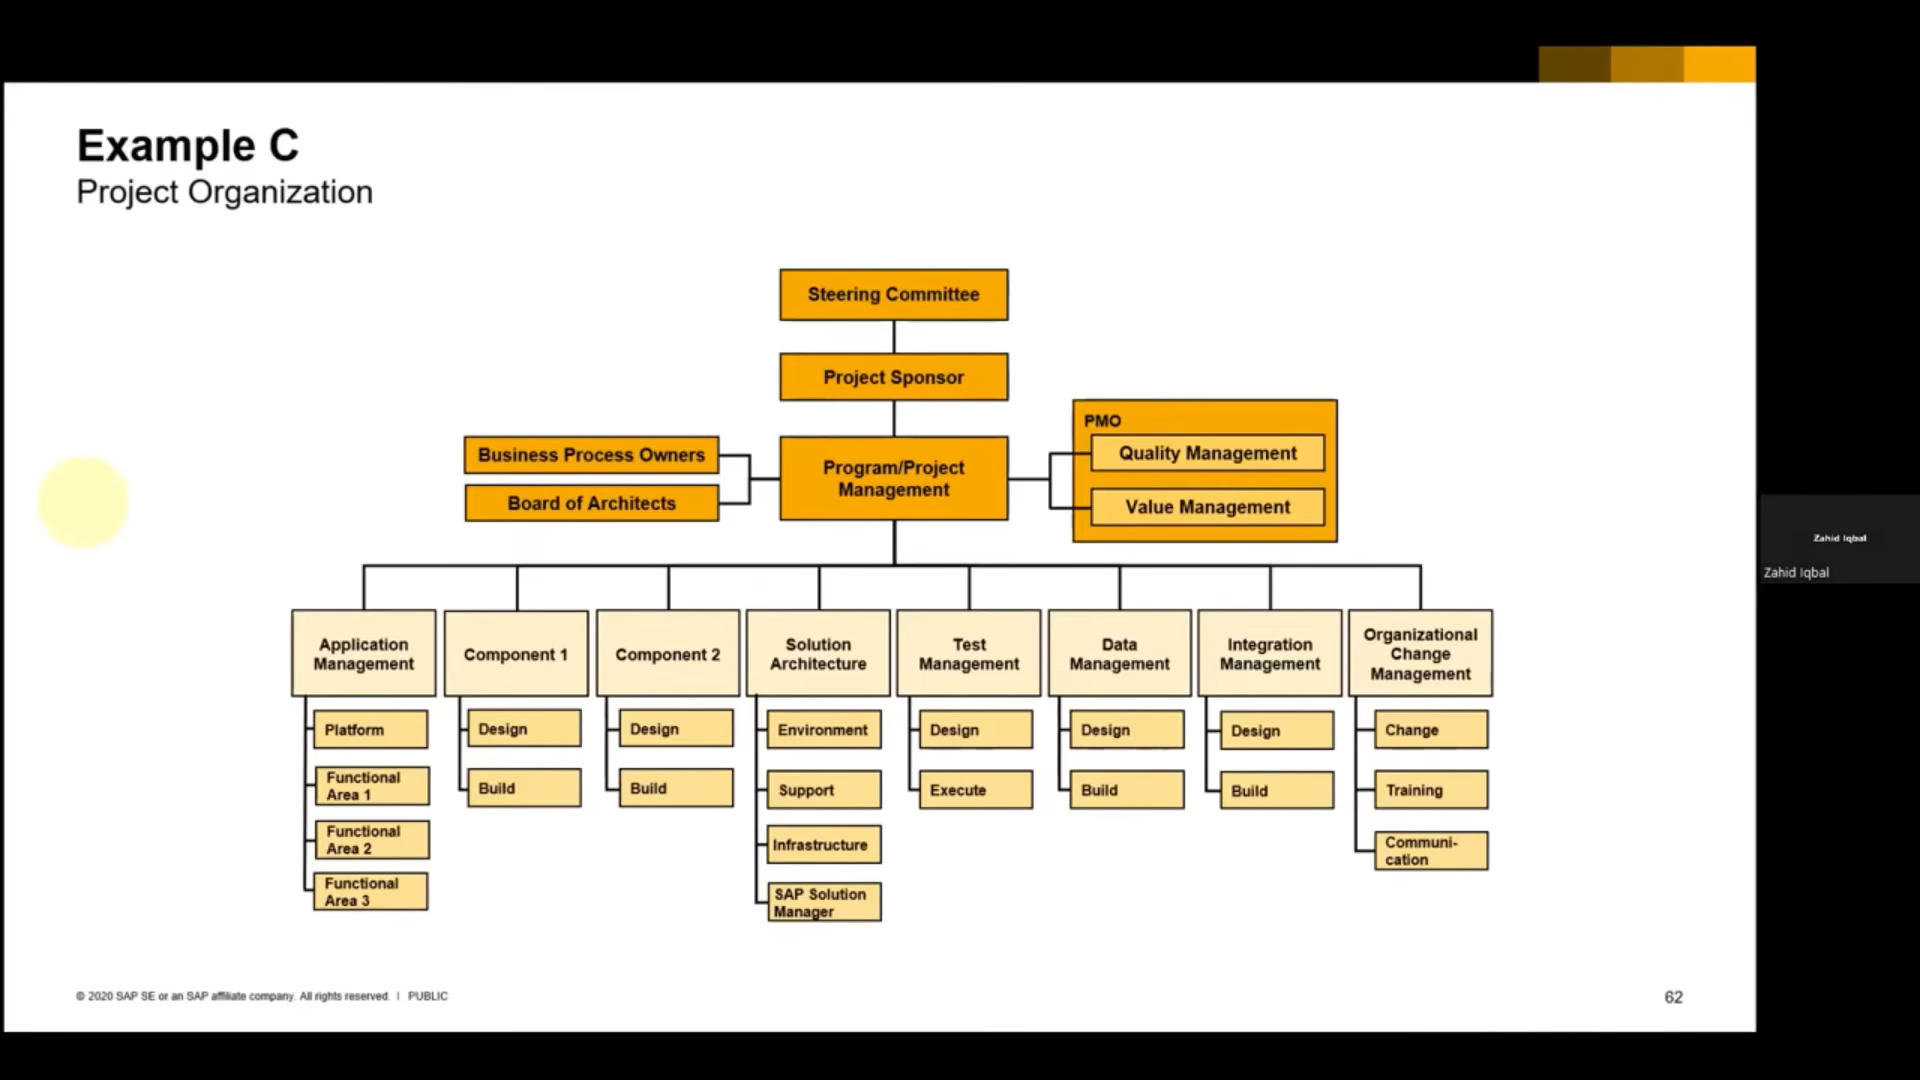 Example C
Project Organization
Steering Committee
Project Sponsor
Business Process Owners
Board of Architects
Program/Project
Management
PMO
Quality Management
Value Management
Application
Management
Component 1
Component 2
Solution
Architecture
Test
Management
Data
Management
Integration
Management
Organizational
Change
Management
Platform
Functional
Area 1
Functional
Area 2
Functional
Area 3
Design
Build
Design
Build
Environment
Support
Infrastructure
SAP Solution
Manager
Design
Execute
Design
Build
Design
Build
Change
Training
Communi-
cation
Zahid Iqbal
Zahid Iqbal
© 2020 SAP SE or an SAP affiliate company. All rights reserved. | PUBLIC
62